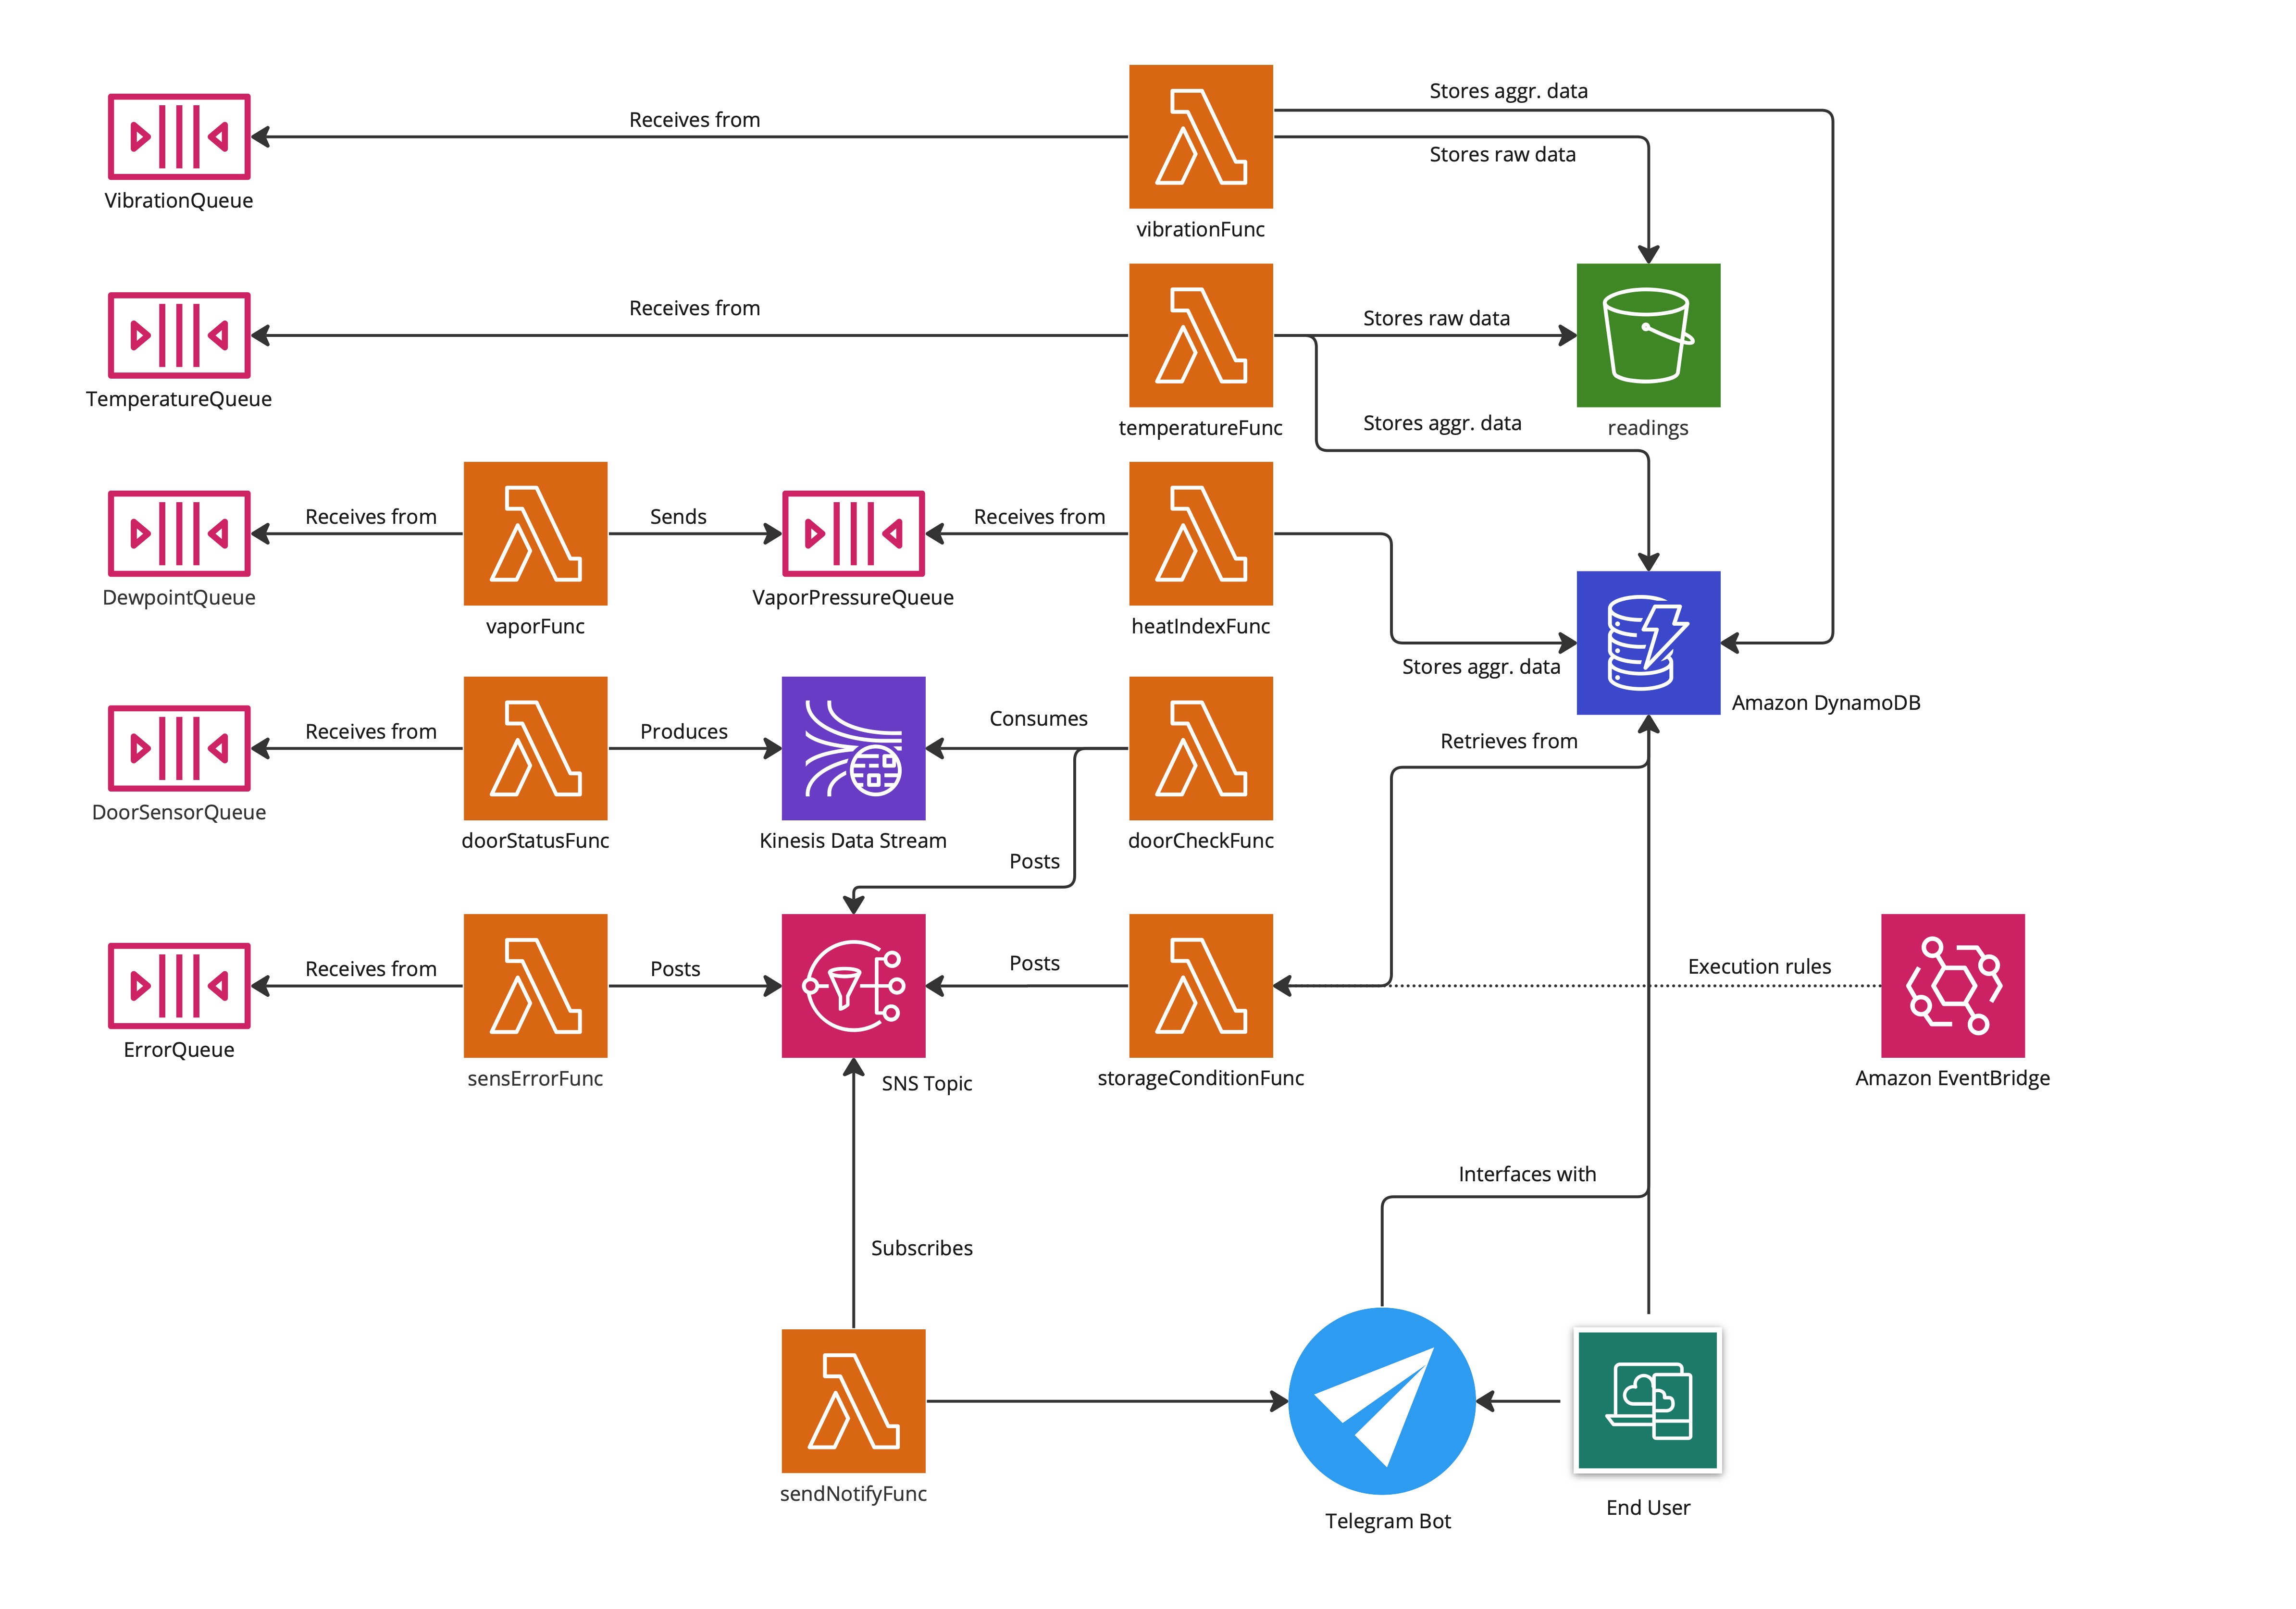 Stores aggr. data
Receives from
Stores raw data
VibrationQueue
vibrationFunc
Receives from
Stores raw data
TemperatureQueue
temperatureFunc
readings
Stores aggr. data
Receives from
Sends
Receives from
DewpointQueue
vaporFunc
VaporPressureQueue
heatIndexFunc
Stores aggr. data
Amazon DynamoDB
Receives from
Produces
Consumes
Retrieves from
DoorSensorQueue
doorStatusFunc
Kinesis Data Stream
doorCheckFunc
Posts
Receives from
Posts
Posts
Execution rules
ErrorQueue
sensErrorFunc
SNS Topic
storageConditionFunc
Amazon EventBridge
Interfaces with
Subscribes
sendNotifyFunc
Telegram Bot
End User